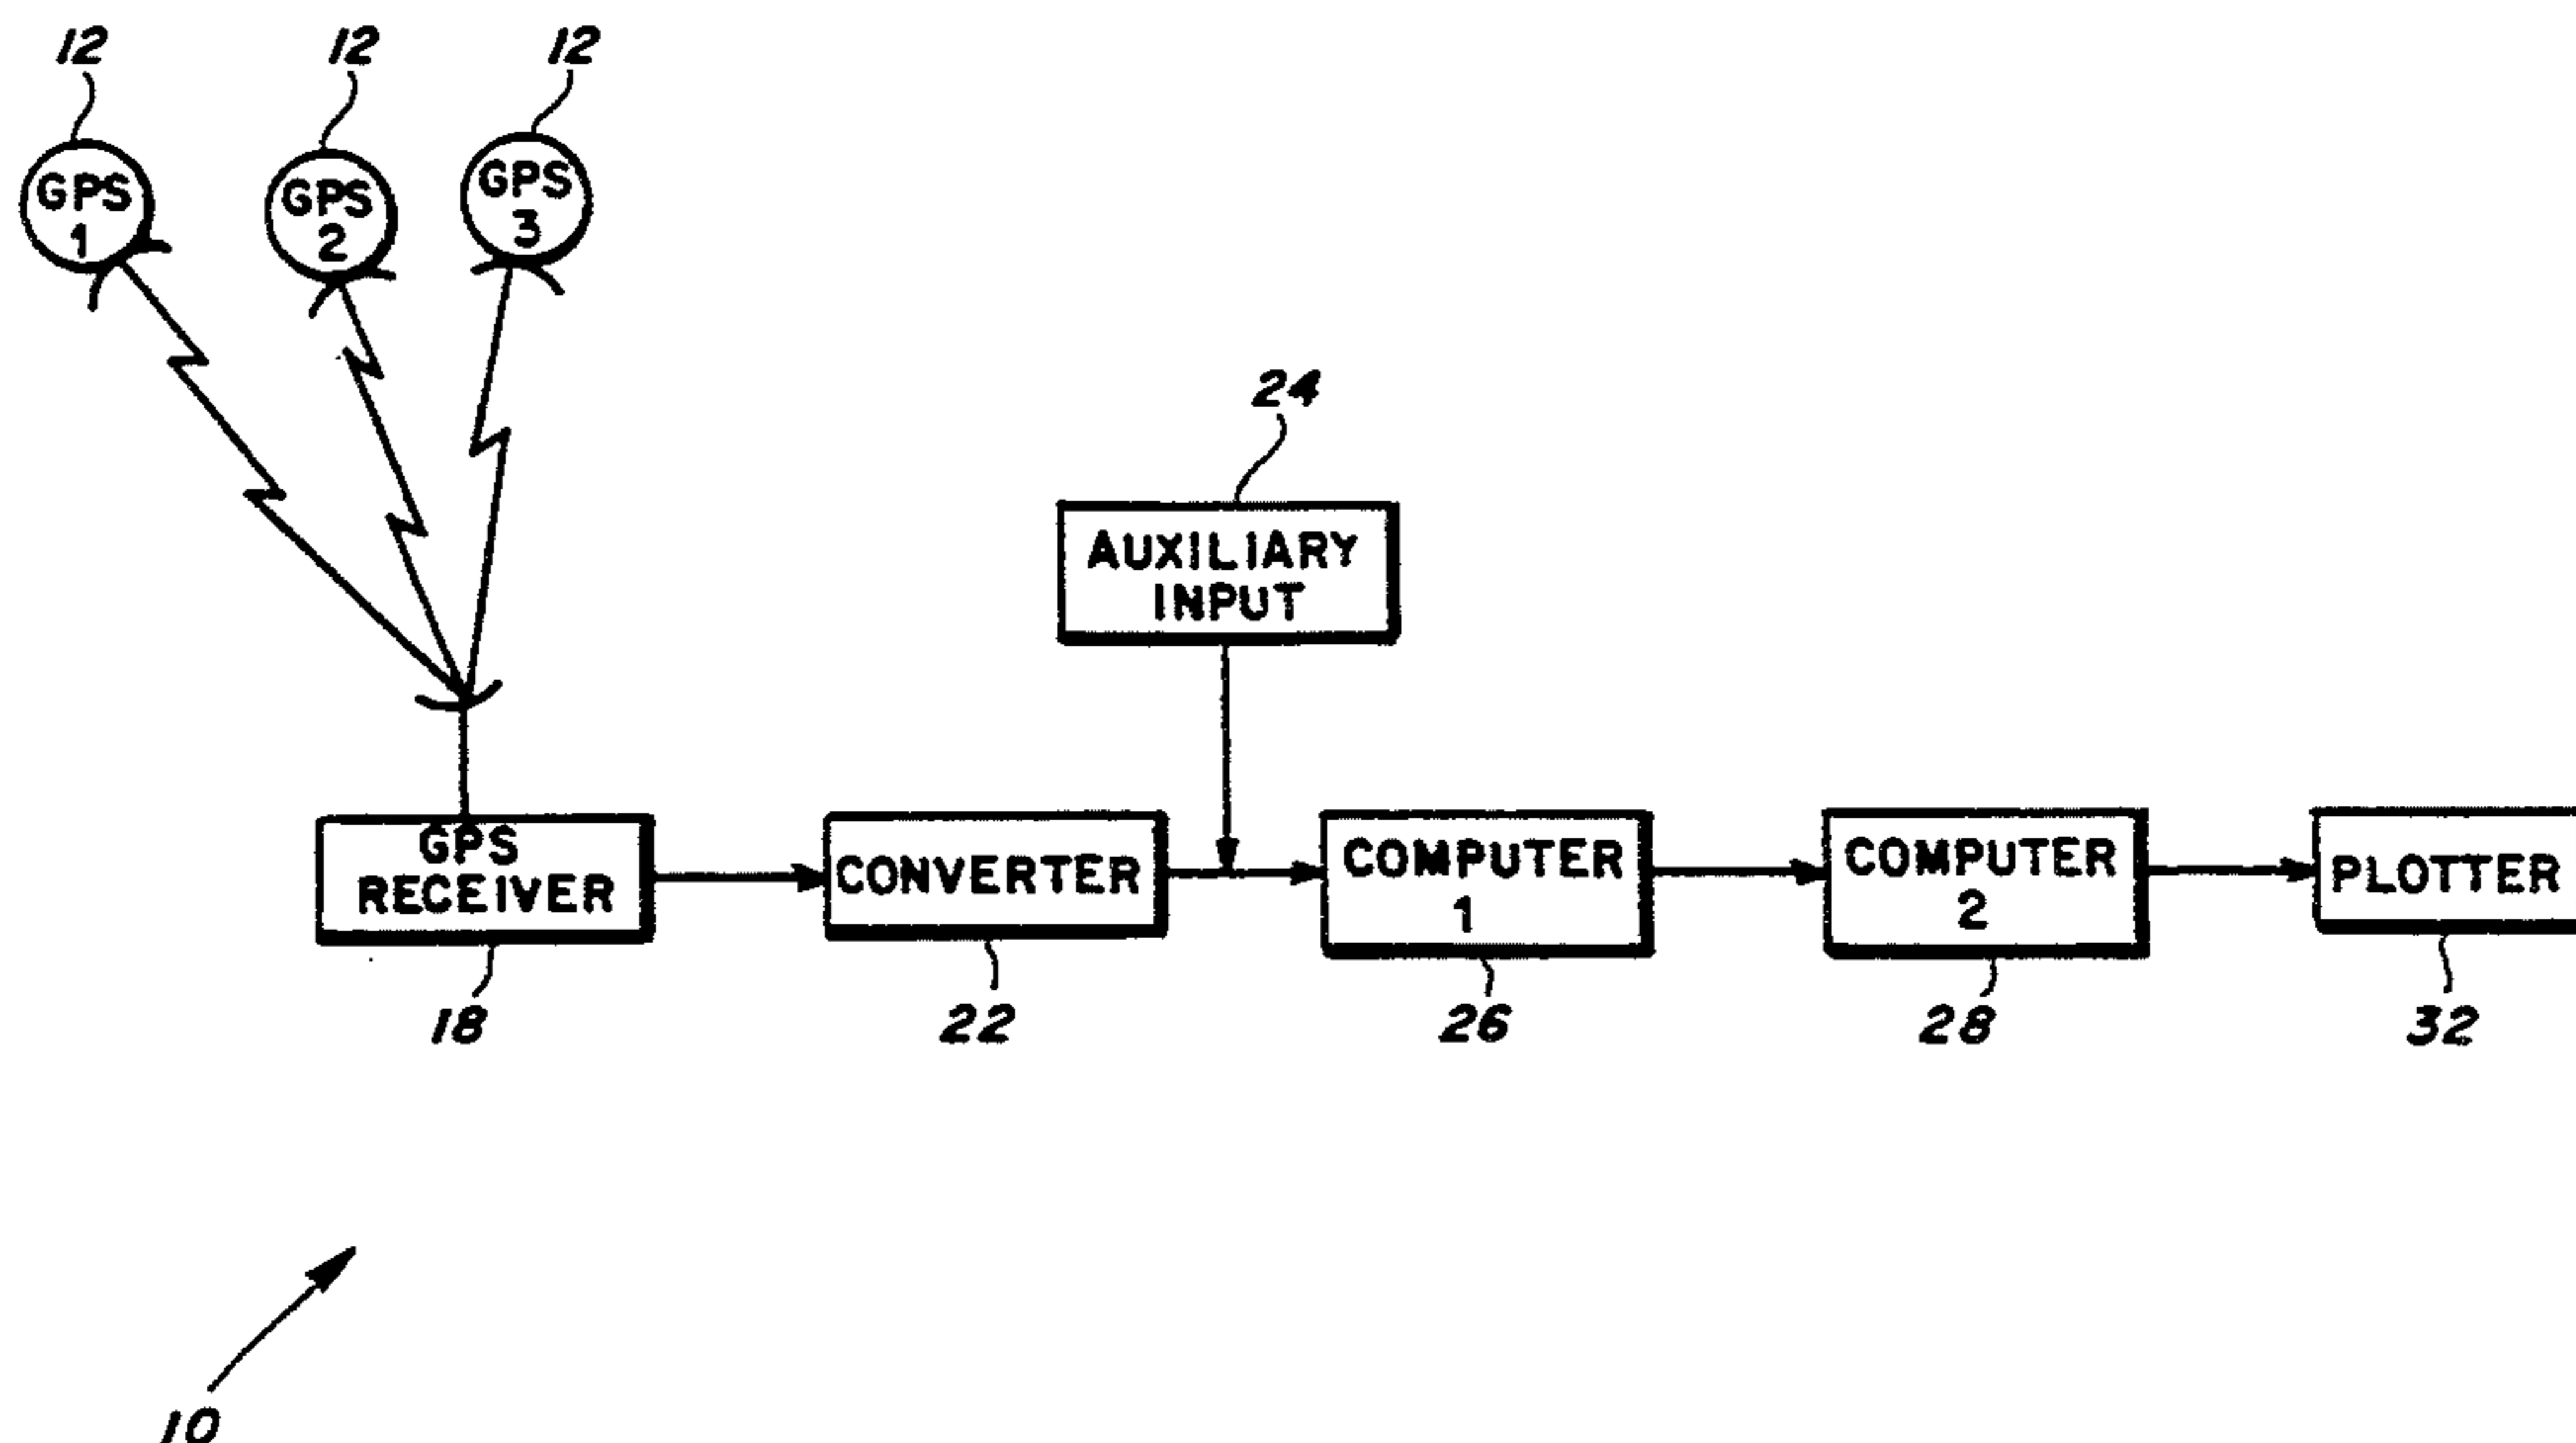 12
12
12
GPS
1
GPS
2
GPS
3
24
AUXILIARY
INPUT
GPS
RECEIVER
CONVERTER
COMPUTER
1
COMPUTER
2
PLOTTER
18
22
26
28
32
10